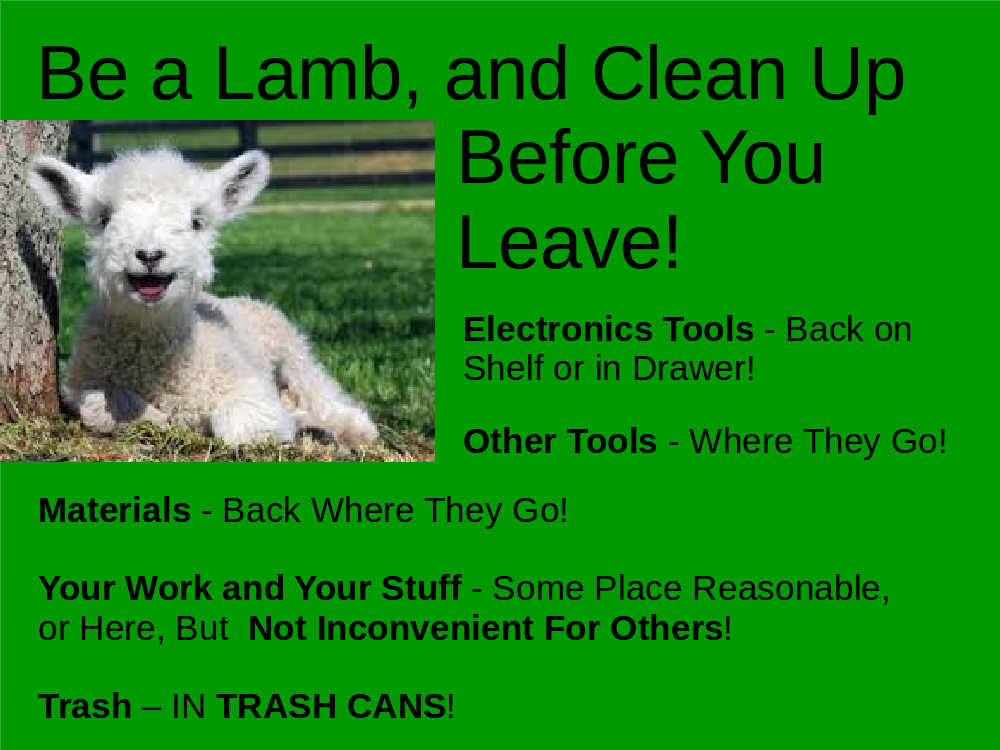 Be a Lamb, and Clean Up
Before You
Leave!
Electronics Tools - Back on
Shelf or in Drawer!
Other Tools - Where They Go!
Materials - Back Where They Go!
Your Work and Your Stuff - Some Place Reasonable,
or Here, But  Not Inconvenient For Others!
Trash – IN TRASH CANS!